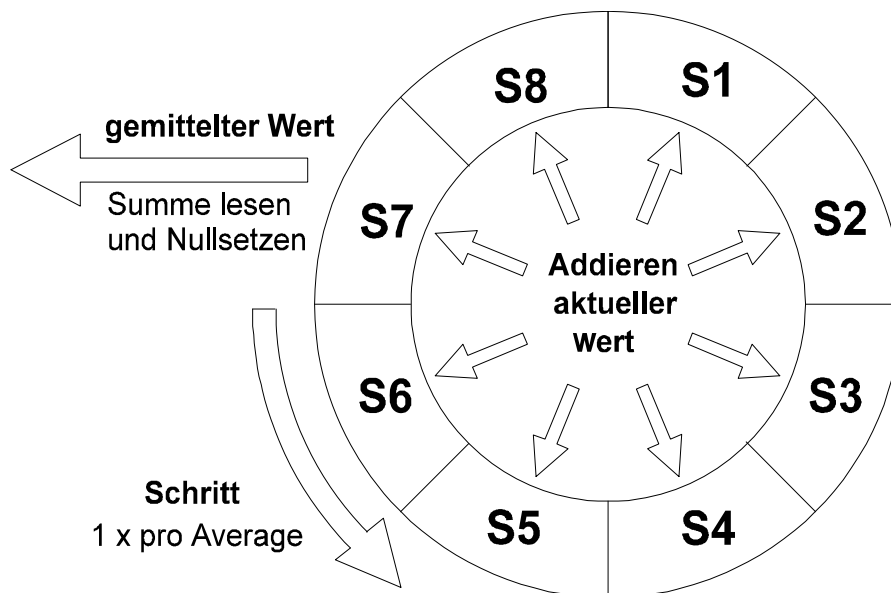 S8
S1
gemittelter Wert
Summe lesen
und Nullsetzen
S7
S2
Addieren
aktueller
Wert
S6
S3
Schritt
1 x pro Average
S5
S4